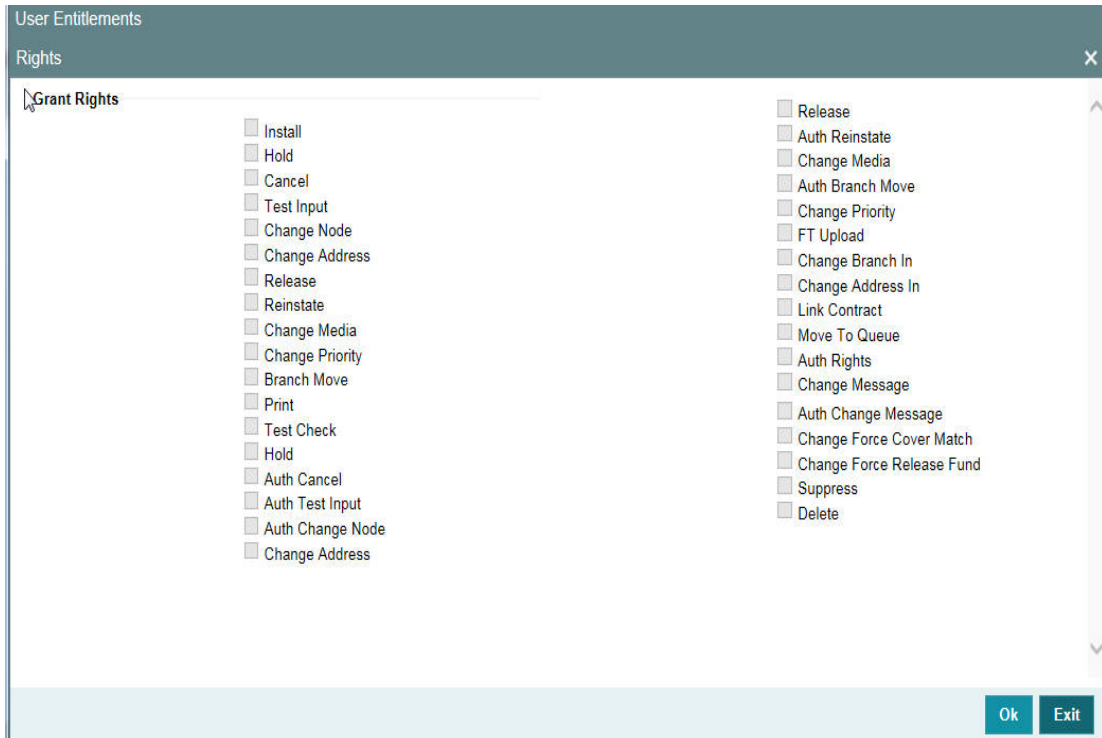 User Entitlements
Rights
Grant Rights
Install
Hold
Cancel
Test Input
Change Node
Change Address
Release
Reinstate
Change Media
Change Priority
Branch Move
Print
Test Check
Hold
Auth Cancel
Auth Test Input
Auth Change Node
Change Address
Release
Auth Reinstate
Change Media
Auth Branch Move
Change Priority
FT Upload
Change Branch In
Change Address In
Link Contract
Move To Queue
Auth Rights
Change Message
Auth Change Message
Change Force Cover Match
Change Force Release Fund
Suppress
Delete
Ok Exit